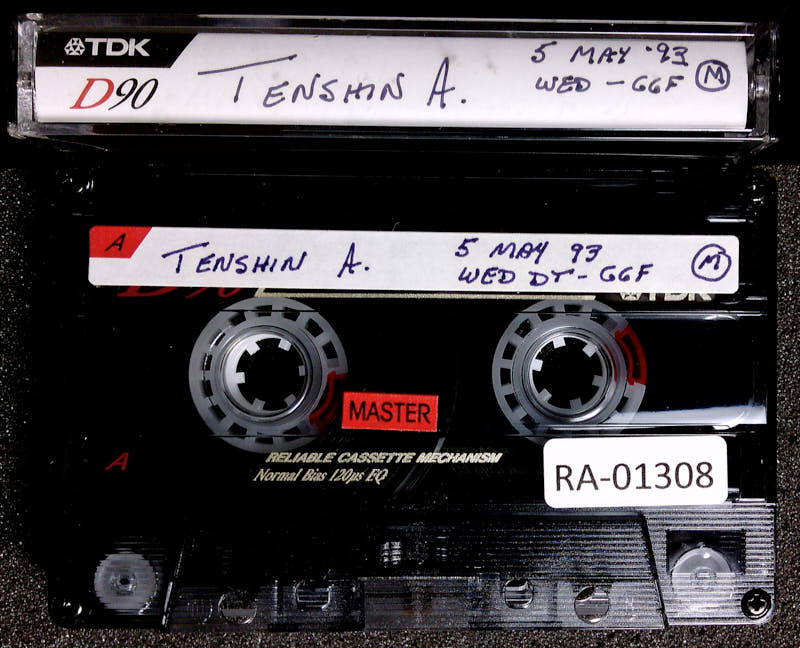 TDK
D90
TENSHIN A.
5 MAY '93
WED - GGF
M
A
TENSHIN A.
5 MAY 93
WED DT - GGF
M
D90
TDK
MASTER
A
RELIABLE CASSETTE MECHANISM
Normal Bias 120µs EQ
RA-01308